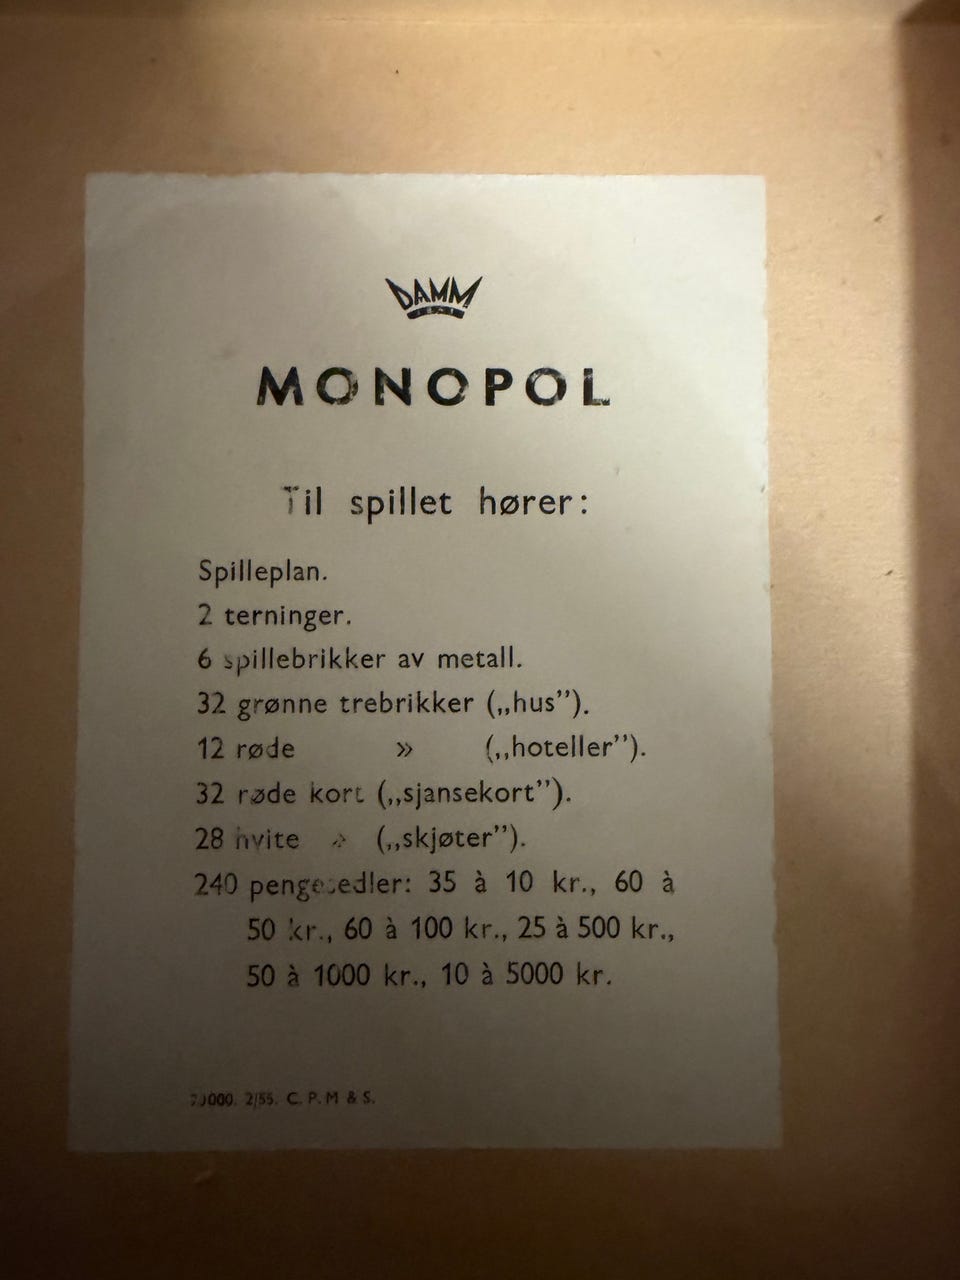 DAMM
MONOPOL
Til spillet hører:
Spilleplan.
2 terninger.
6 spillebrikker av metall.
32 grønne trebrikker („hus”).
12 røde » („hoteller”).
32 røde kort („sjansekort”).
28 hvite » („skjøter”).
240 pengesedler: 35 à 10 kr., 60 à
50 kr., 60 à 100 kr., 25 à 500 kr.,
50 à 1000 kr., 10 à 5000 kr.
2/55. C. P. M & S.